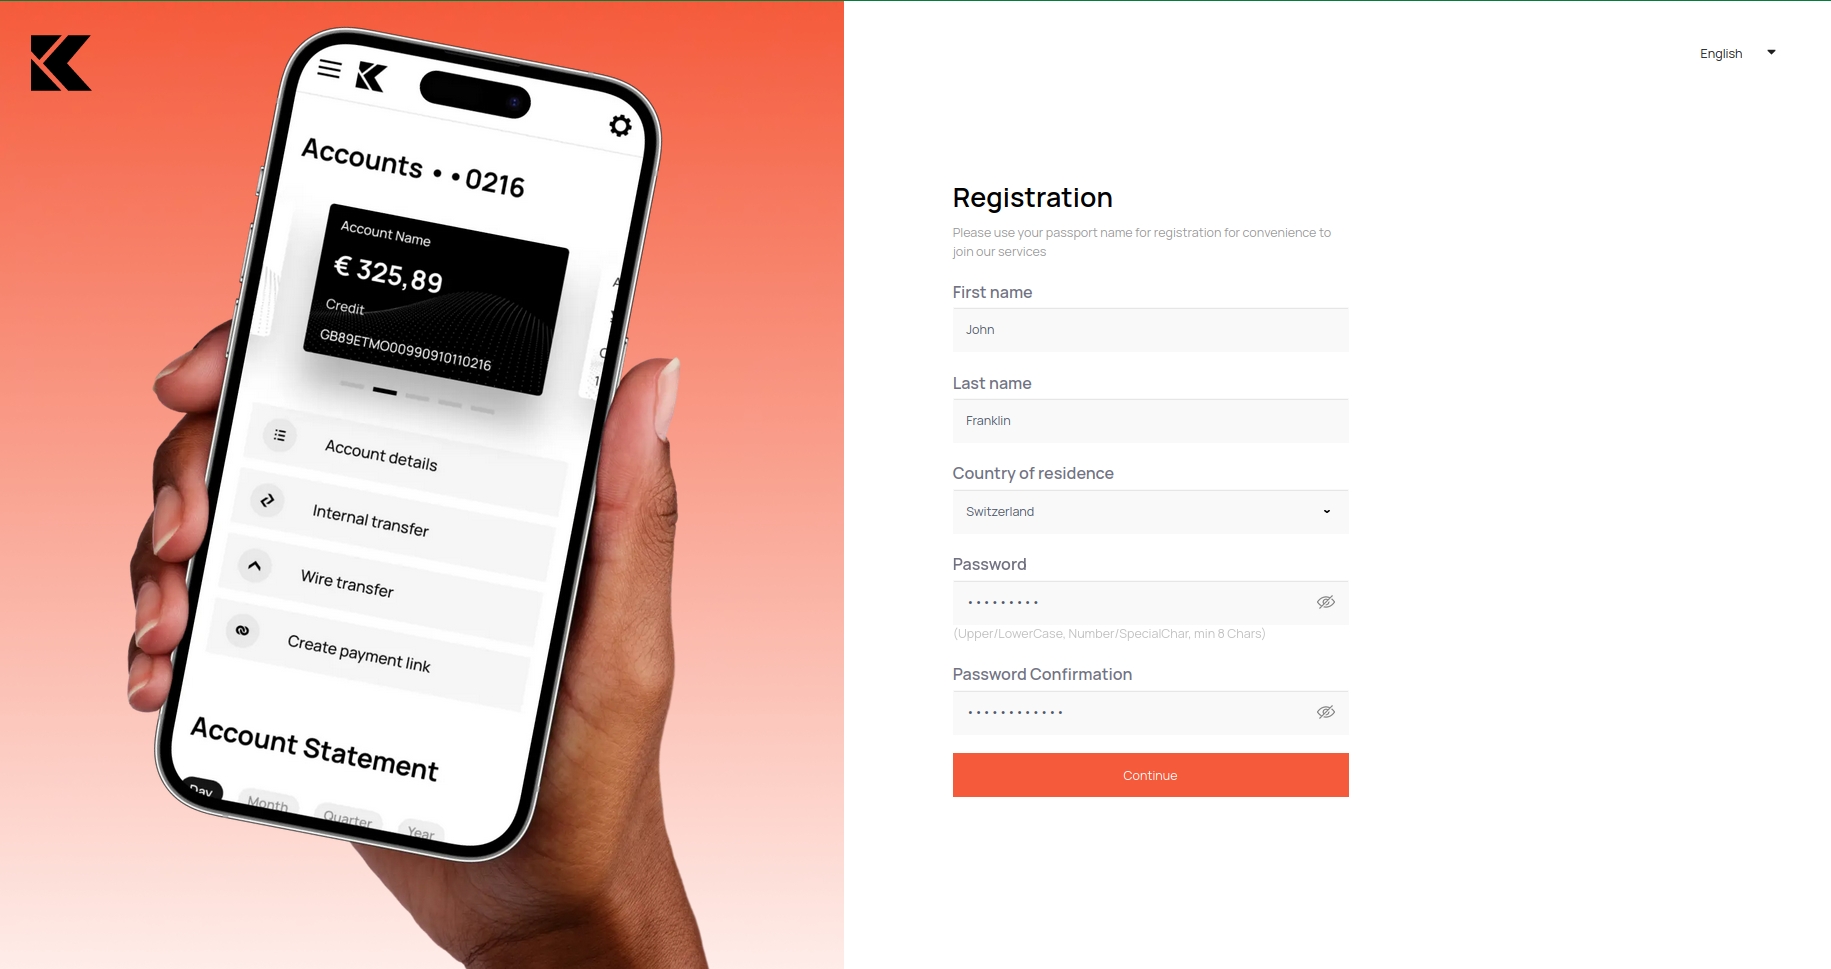 English
Accounts • • 0216
Account Name
€ 325,89
Credit
GB89ETMO00990910110216
Account details
Internal transfer
Wire transfer
Create payment link
Account Statement
Day
Month
Quarter
Year
Registration
Please use your passport name for registration for convenience to
join our services
First name
John
Last name
Franklin
Country of residence
Switzerland
Password
•••••••••
(Upper/LowerCase, Number/SpecialChar, min 8 Chars)
Password Confirmation
••••••••••••
Continue